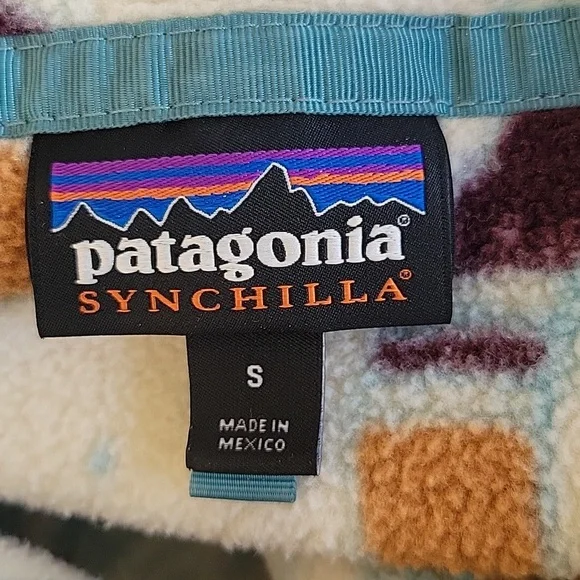 patagonia®
SYNCHILLA®
S
MADE IN
MEXICO